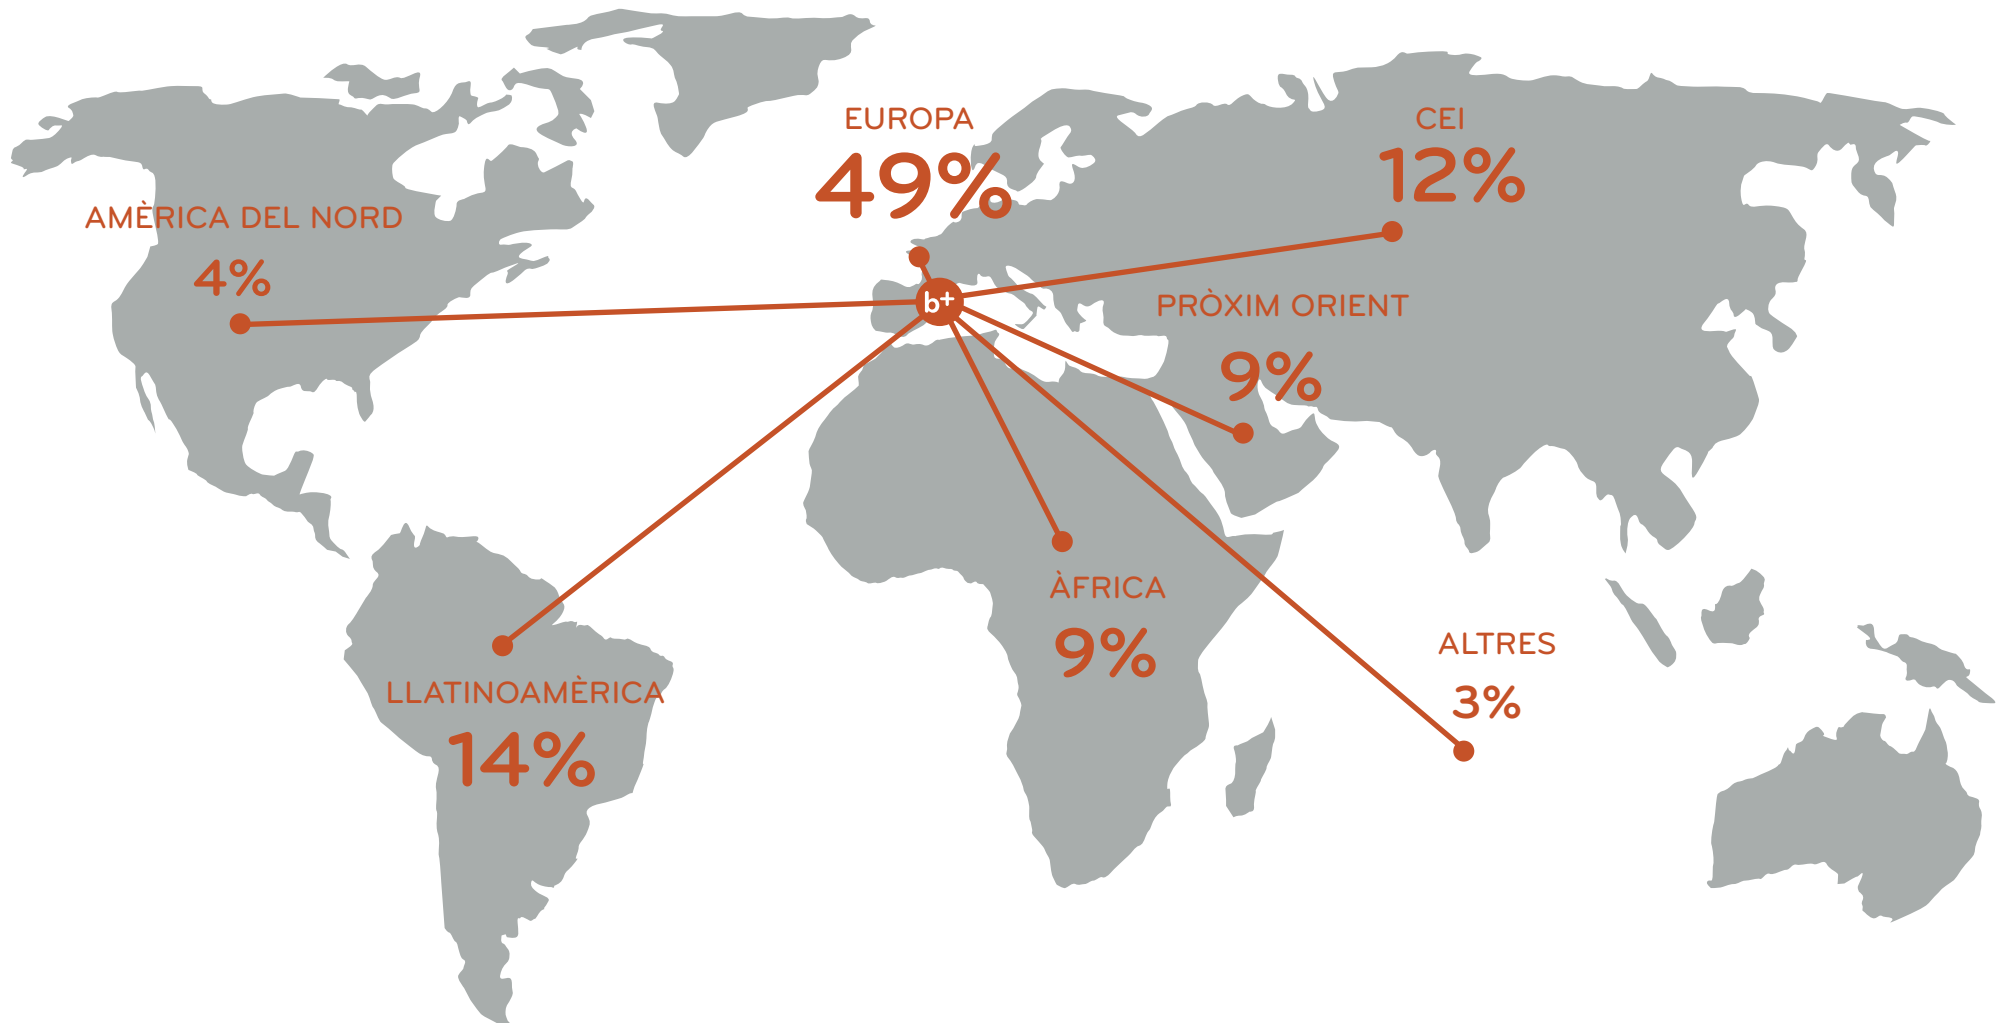 EUROPA
49%
CEI
12%
AMÈRICA DEL NORD
4%
b+
PRÒXIM ORIENT
9%
ÀFRICA
9%
ALTRES
3%
LLATINOAMÈRICA
14%